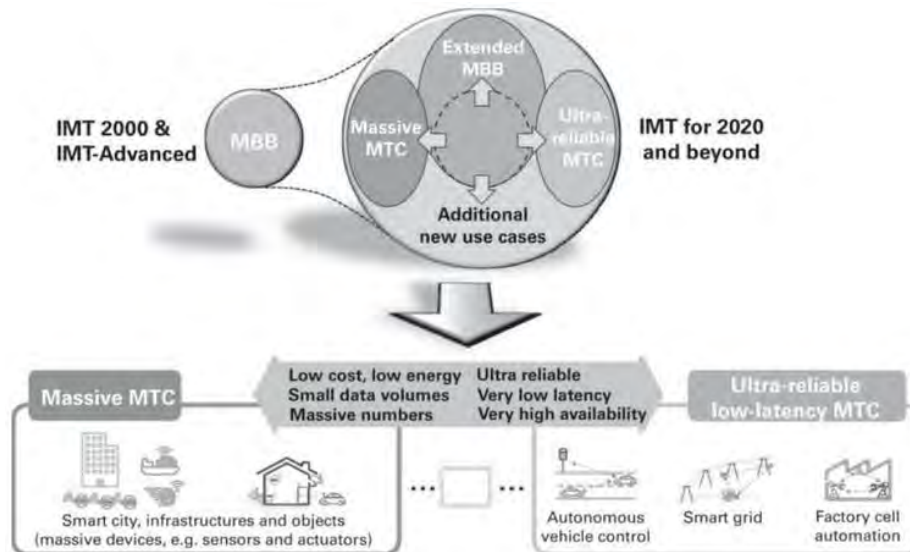 Extended
MBB
IMT 2000 &
IMT-Advanced
MBB
Massive
MTC
Ultra-
reliable
MTC
IMT for 2020
and beyond
Additional
new use cases
Massive MTC
Low cost, low energy
Small data volumes
Massive numbers
Ultra reliable
Very low latency
Very high availability
Ultra-reliable
low-latency MTC
Smart city, infrastructures and objects
(massive devices, e.g. sensors and actuators)
Autonomous
vehicle control
Smart grid
Factory cell
automation